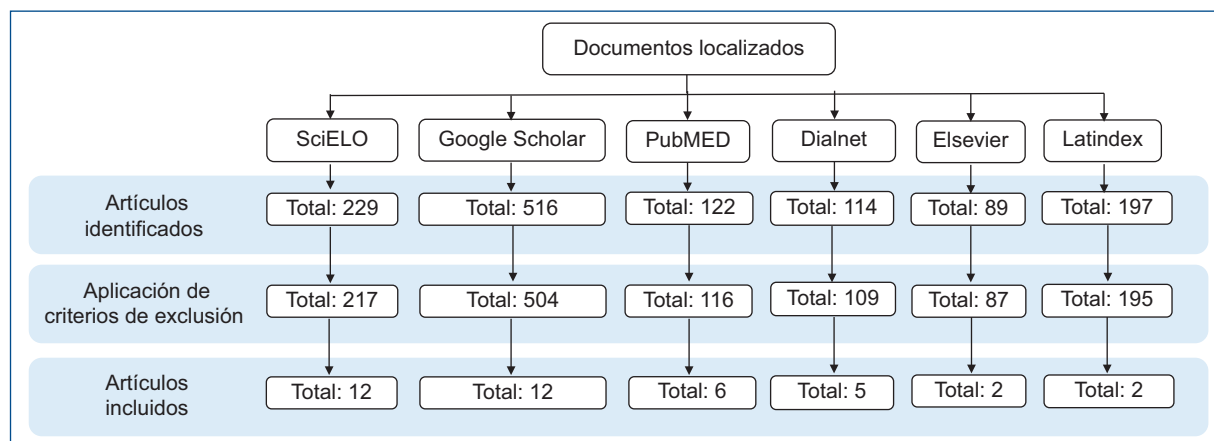 Documentos localizados
SciELO
Google Scholar
PubMED
Dialnet
Elsevier
Latindex
Artículos
identificados
Total: 229
Total: 516
Total: 122
Total: 114
Total: 89
Total: 197
Aplicación de
criterios de exclusión
Total: 217
Total: 504
Total: 116
Total: 109
Total: 87
Total: 195
Artículos
incluidos
Total: 12
Total: 12
Total: 6
Total: 5
Total: 2
Total: 2